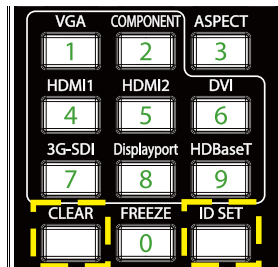 VGA COMPONENT ASPECT
1 2 3
HDMI1 HDMI2 DVI
4 5 6
3G-SDI Displayport HDBaseT
7 8 9
CLEAR FREEZE ID SET
0